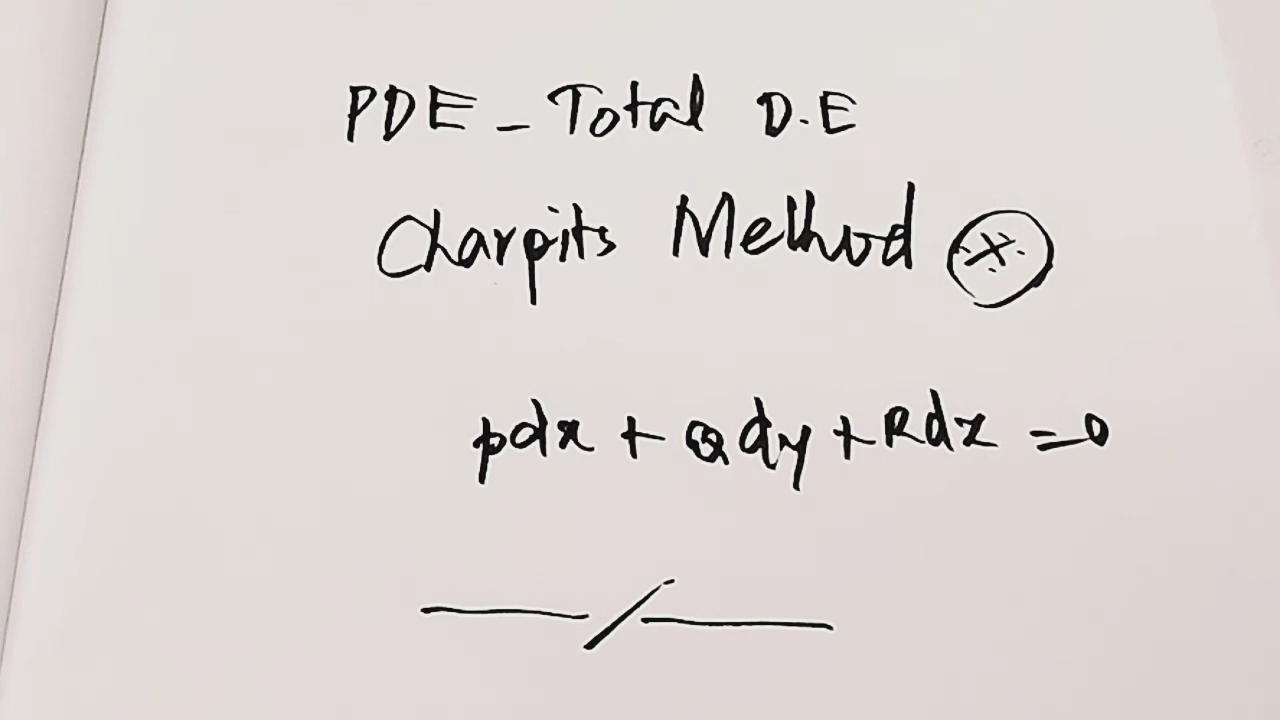 PDE - Total D.E
Charpits Method
pdx + Qdy + Rdz = 0